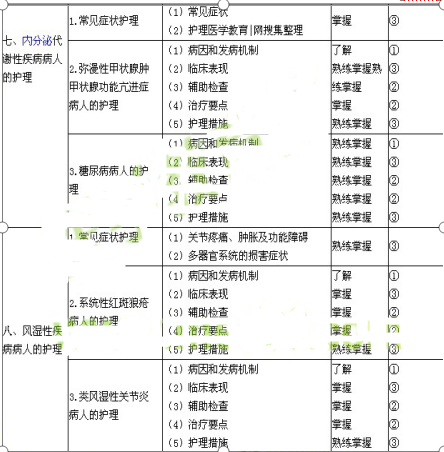 七、内分泌代
谢性疾病病人
的护理
1.常见症状护理
(1) 常见症状
(2) 护理医学教育|网搜集整理
掌握
③
2.弥漫性甲状腺肿
甲状腺功能亢进症
病人的护理
(1) 病因和发病机制
了解
①
(2) 临床表现
熟练掌握熟
③
(3) 辅助检查
练掌握
②
(4) 治疗要点
掌握
②
(5) 护理措施
熟练掌握
③
3.糖尿病病人的护
理
(1) 病因和发病机制
熟练掌握
①
(2) 临床表现
熟练掌握
③
(3) 辅助检查
熟练掌握
②
(4) 治疗要点
熟练掌握
②
(5) 护理措施
熟练掌握
③
八、风湿性疾
病病人的护理
1.常见症状护理
(1) 关节疼痛、肿胀及功能障碍
(2) 多器官系统的损害症状
熟练掌握
③
2.系统性红斑狼疮
病人的护理
(1) 病因和发病机制
了解
①
(2) 临床表现
掌握
③
(3) 辅助检查
掌握
②
(4) 治疗要点
掌握
②
(5) 护理措施
熟练掌握
③
3.类风湿性关节炎
病人的护理
(1) 病因和发病机制
了解
①
(2) 临床表现
掌握
③
(3) 辅助检查
掌握
②
(4) 治疗要点
掌握
②
(5) 护理措施
熟练掌握
③